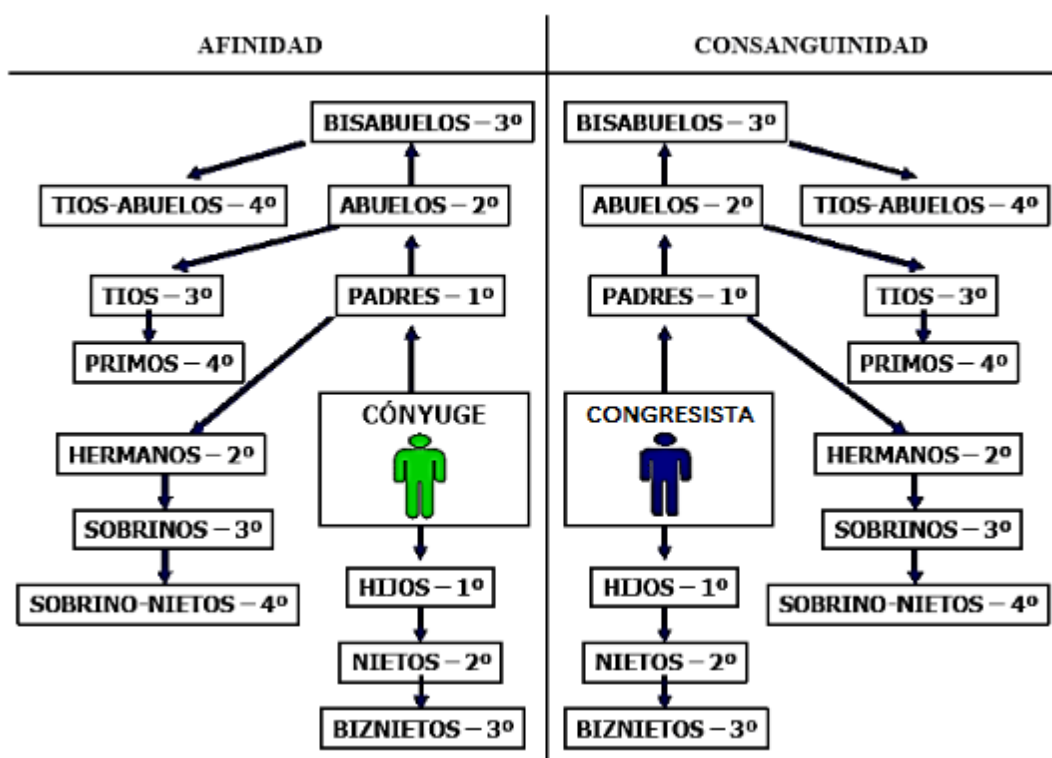 AFINIDAD
CONSANGUINIDAD
BISABUELOS – 3º
BISABUELOS – 3º
TIOS-ABUELOS – 4º
ABUELOS – 2º
ABUELOS – 2º
TIOS-ABUELOS – 4º
TIOS – 3º
PADRES – 1º
PADRES – 1º
TIOS – 3º
PRIMOS – 4º
PRIMOS – 4º
CÓNYUGE
CONGRESISTA
HERMANOS – 2º
HERMANOS – 2º
SOBRINOS – 3º
SOBRINOS – 3º
HIJOS – 1º
HIJOS – 1º
SOBRINO-NIETOS – 4º
SOBRINO-NIETOS – 4º
NIETOS – 2º
NIETOS – 2º
BIZNIETOS – 3º
BIZNIETOS – 3º